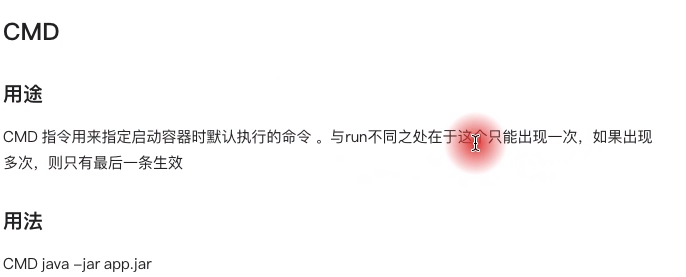 CMD
用途
CMD 指令用来指定启动容器时默认执行的命令 。与run不同之处在于这个只能出现一次，如果出现
多次，则只有最后一条生效
用法
CMD java –jar app.jar